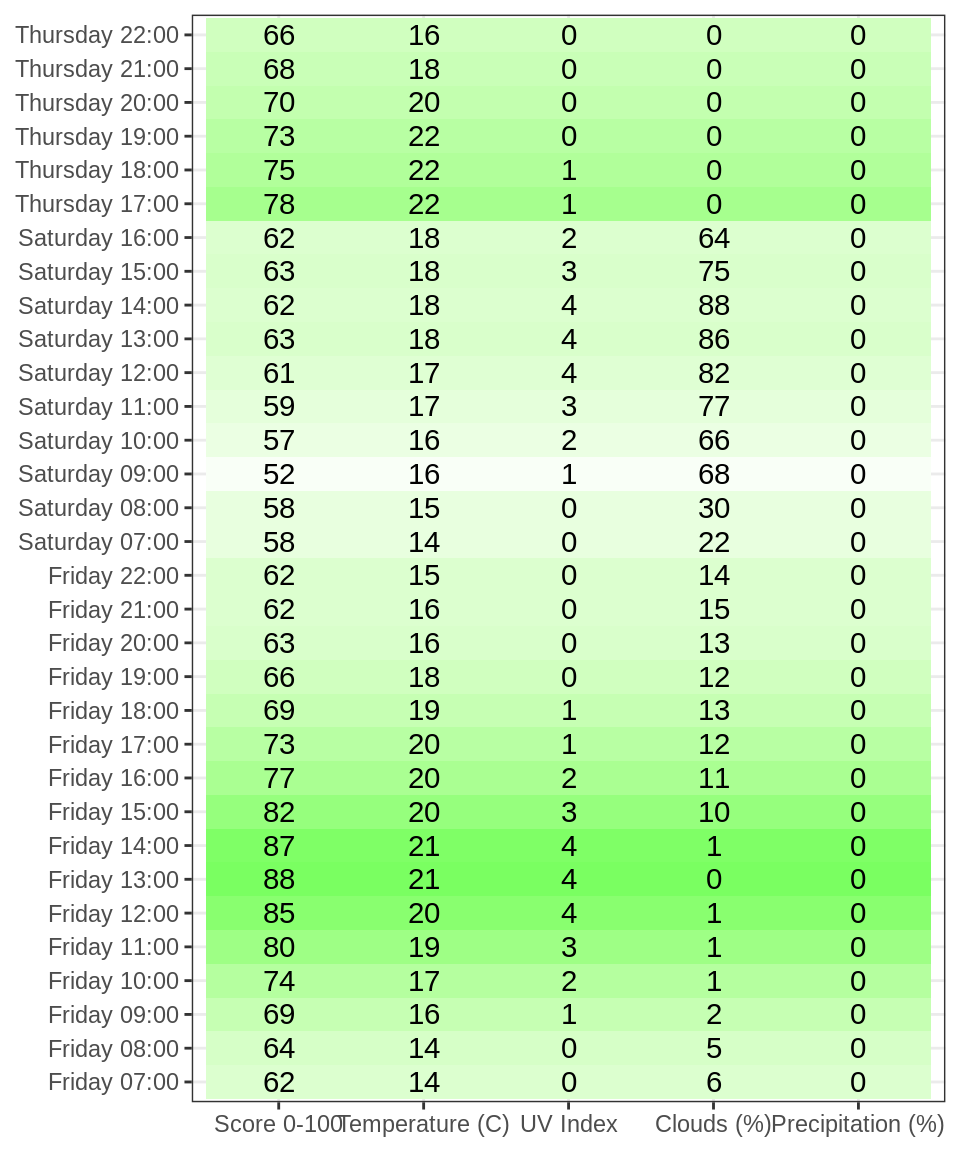 Thursday 22:00 66 16 0 0 0
Thursday 21:00 68 18 0 0 0
Thursday 20:00 70 20 0 0 0
Thursday 19:00 73 22 0 0 0
Thursday 18:00 75 22 1 0 0
Thursday 17:00 78 22 1 0 0
Saturday 16:00 62 18 2 64 0
Saturday 15:00 63 18 3 75 0
Saturday 14:00 62 18 4 88 0
Saturday 13:00 63 18 4 86 0
Saturday 12:00 61 17 4 82 0
Saturday 11:00 59 17 3 77 0
Saturday 10:00 57 16 2 66 0
Saturday 09:00 52 16 1 68 0
Saturday 08:00 58 15 0 30 0
Saturday 07:00 58 14 0 22 0
Friday 22:00 62 15 0 14 0
Friday 21:00 62 16 0 15 0
Friday 20:00 63 16 0 13 0
Friday 19:00 66 18 0 12 0
Friday 18:00 69 19 1 13 0
Friday 17:00 73 20 1 12 0
Friday 16:00 77 20 2 11 0
Friday 15:00 82 20 3 10 0
Friday 14:00 87 21 4 1 0
Friday 13:00 88 21 4 0 0
Friday 12:00 85 20 4 1 0
Friday 11:00 80 19 3 1 0
Friday 10:00 74 17 2 1 0
Friday 09:00 69 16 1 2 0
Friday 08:00 64 14 0 5 0
Friday 07:00 62 14 0 6 0
Score 0-100 Temperature (C) UV Index Clouds (%) Precipitation (%)